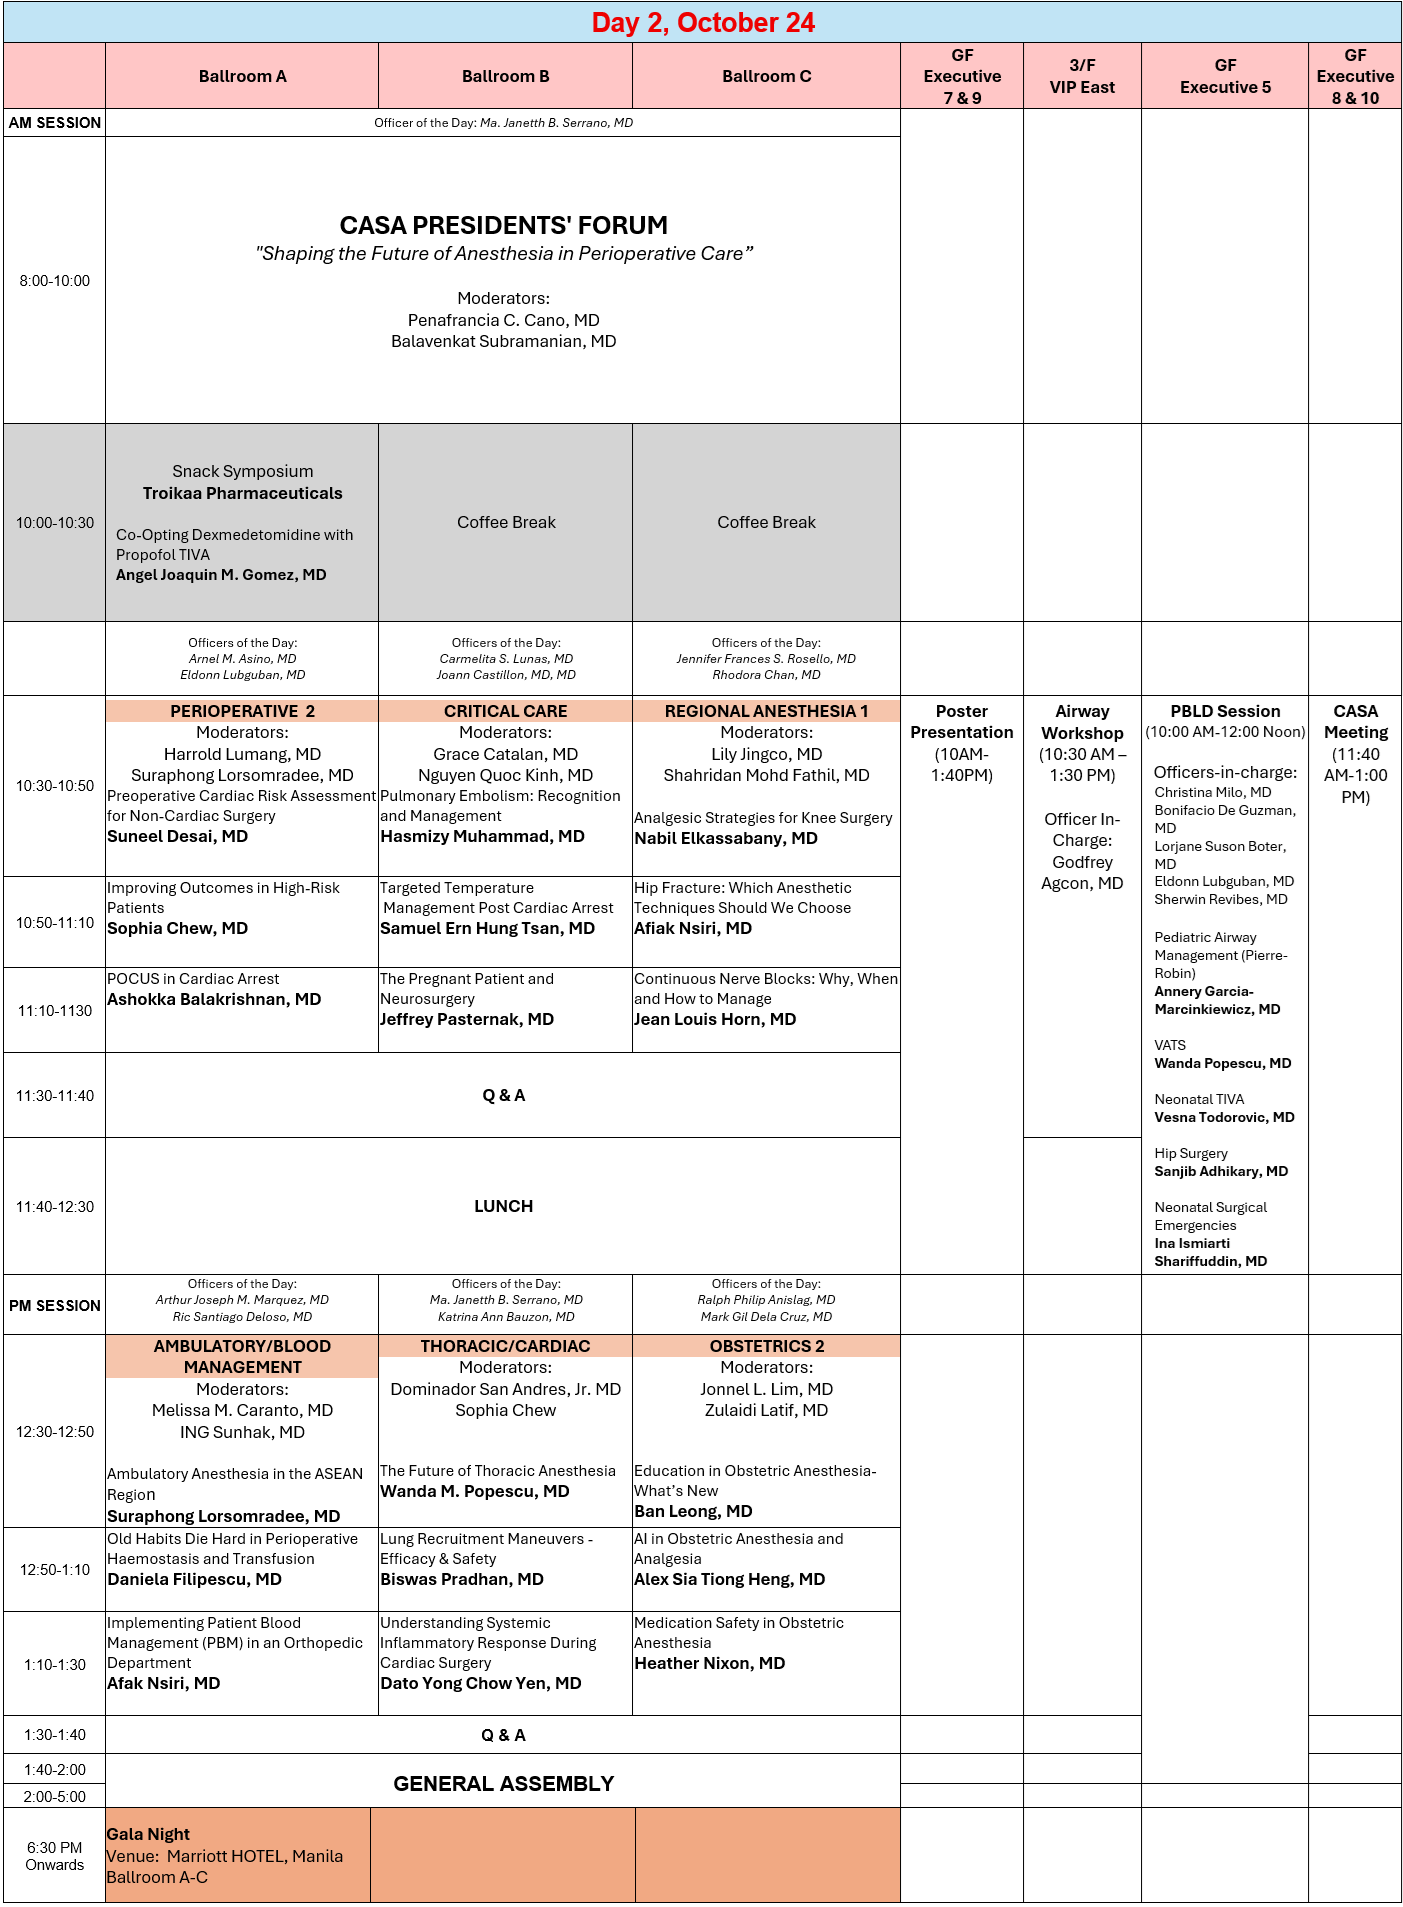 Day 2, October 24
Ballroom A
Ballroom B
Ballroom C
GF
Executive
7 & 9
3/F
VIP East
GF
Executive 5
GF
Executive
8 & 10
AM SESSION
Officer of the Day: Ma. Janetth B. Serrano, MD
8:00-10:00
CASA PRESIDENTS' FORUM
"Shaping the Future of Anesthesia in Perioperative Care”
Moderators:
Penafrancia C. Cano, MD
Balavenkat Subramanian, MD
10:00-10:30
Snack Symposium
Troikaa Pharmaceuticals
Co-Opting Dexmedetomidine with
Propofol TIVA
Angel Joaquin M. Gomez, MD
Coffee Break
Coffee Break
Officers of the Day:
Arnel M. Asino, MD
Eldonn Lubguban, MD
Officers of the Day:
Carmelita S. Lunas, MD
Joann Castillon, MD, MD
Officers of the Day:
Jennifer Frances S. Rosello, MD
Rhodora Chan, MD
10:30-10:50
PERIOPERATIVE 2
Moderators:
Harrold Lumang, MD
Suraphong Lorsomradee, MD
Preoperative Cardiac Risk Assessment
for Non-Cardiac Surgery
Suneel Desai, MD
CRITICAL CARE
Moderators:
Grace Catalan, MD
Nguyen Quoc Kinh, MD
Pulmonary Embolism: Recognition
and Management
Hasmizy Muhammad, MD
REGIONAL ANESTHESIA 1
Moderators:
Lily Jingco, MD
Shahridan Mohd Fathil, MD
Analgesic Strategies for Knee Surgery
Nabil Elkassabany, MD
Poster
Presentation
(10AM-
1:40PM)
Airway
Workshop
(10:30 AM –
1:30 PM)
Officer In-
Charge:
Godfrey
Agcon, MD
PBLD Session
(10:00 AM-12:00 Noon)
Officers-in-charge:
Christina Milo, MD
Bonifacio De Guzman,
MD
Lorjane Suson Boter,
MD
Eldonn Lubguban, MD
Sherwin Revibes, MD
Pediatric Airway
Management (Pierre-
Robin)
Annery Garcia-
Marcinkiewicz, MD
VATS
Wanda Popescu, MD
Neonatal TIVA
Vesna Todorovic, MD
Hip Surgery
Sanjib Adhikary, MD
Neonatal Surgical
Emergencies
Ina Ismiarti
Shariffuddin, MD
CASA
Meeting
(11:40
AM-1:00
PM)
10:50-11:10
Improving Outcomes in High-Risk
Patients
Sophia Chew, MD
Targeted Temperature
Management Post Cardiac Arrest
Samuel Ern Hung Tsan, MD
Hip Fracture: Which Anesthetic
Techniques Should We Choose
Afiak Nsiri, MD
11:10-1130
POCUS in Cardiac Arrest
Ashokka Balakrishnan, MD
The Pregnant Patient and
Neurosurgery
Jeffrey Pasternak, MD
Continuous Nerve Blocks: Why, When
and How to Manage
Jean Louis Horn, MD
11:30-11:40
Q & A
11:40-12:30
LUNCH
PM SESSION
Officers of the Day:
Arthur Joseph M. Marquez, MD
Ric Santiago Deloso, MD
Officers of the Day:
Ma. Janetth B. Serrano, MD
Katrina Ann Bauzon, MD
Officers of the Day:
Ralph Philip Anislag, MD
Mark Gil Dela Cruz, MD
12:30-12:50
AMBULATORY/BLOOD
MANAGEMENT
Moderators:
Melissa M. Caranto, MD
ING Sunhak, MD
Ambulatory Anesthesia in the ASEAN
Region
Suraphong Lorsomradee, MD
THORACIC/CARDIAC
Moderators:
Dominador San Andres, Jr. MD
Sophia Chew
The Future of Thoracic Anesthesia
Wanda M. Popescu, MD
OBSTETRICS 2
Moderators:
Jonnel L. Lim, MD
Zulaidi Latif, MD
Education in Obstetric Anesthesia-
What’s New
Ban Leong, MD
12:50-1:10
Old Habits Die Hard in Perioperative
Haemostasis and Transfusion
Daniela Filipescu, MD
Lung Recruitment Maneuvers -
Efficacy & Safety
Biswas Pradhan, MD
AI in Obstetric Anesthesia and
Analgesia
Alex Sia Tiong Heng, MD
1:10-1:30
Implementing Patient Blood
Management (PBM) in an Orthopedic
Department
Afak Nsiri, MD
Understanding Systemic
Inflammatory Response During
Cardiac Surgery
Dato Yong Chow Yen, MD
Medication Safety in Obstetric
Anesthesia
Heather Nixon, MD
1:30-1:40
Q & A
1:40-2:00
2:00-5:00
GENERAL ASSEMBLY
6:30 PM
Onwards
Gala Night
Venue: Marriott HOTEL, Manila
Ballroom A-C